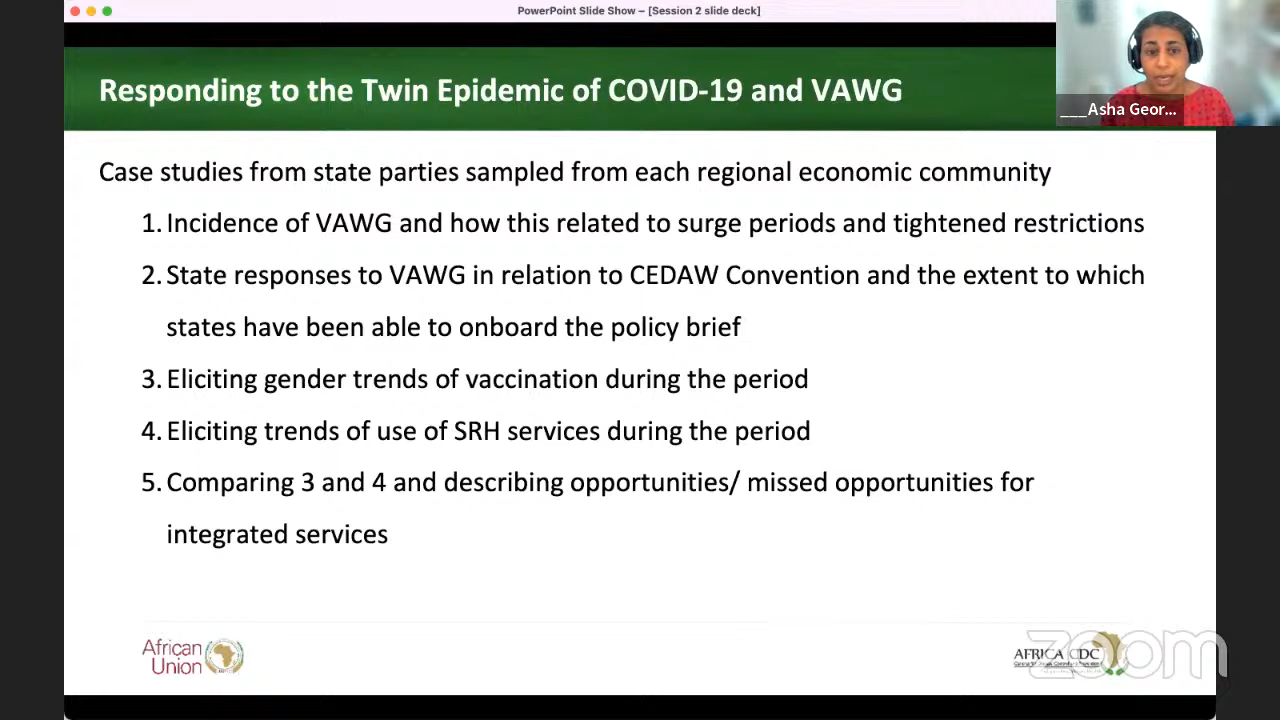 PowerPoint Slide Show – [Session 2 slide deck]
Responding to the Twin Epidemic of COVID-19 and VAWG
___Asha Geor...
Case studies from state parties sampled from each regional economic community
1. Incidence of VAWG and how this related to surge periods and tightened restrictions
2. State responses to VAWG in relation to CEDAW Convention and the extent to which
states have been able to onboard the policy brief
3. Eliciting gender trends of vaccination during the period
4. Eliciting trends of use of SRH services during the period
5. Comparing 3 and 4 and describing opportunities/ missed opportunities for
integrated services
African
Union
AFRICA CDC
zoom